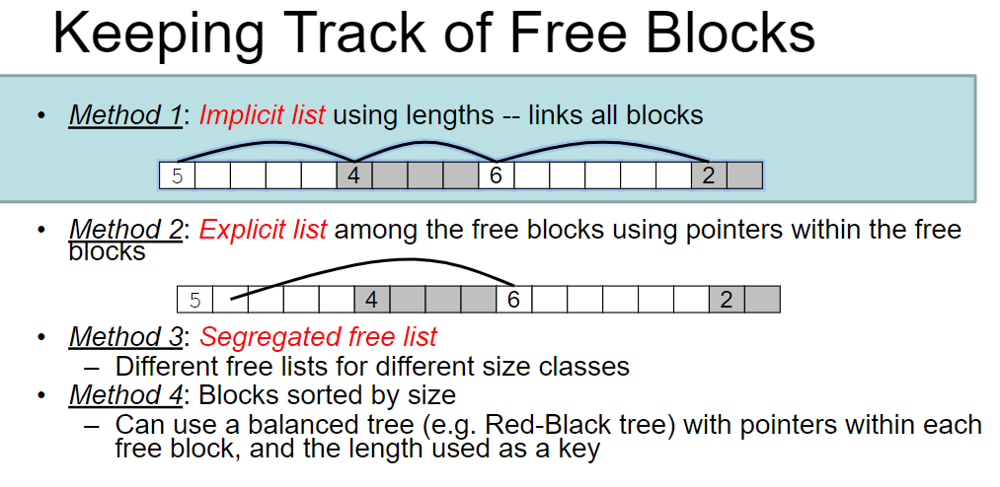 Keeping Track of Free Blocks
• Method 1: Implicit list using lengths -- links all blocks
5 4 6 2
• Method 2: Explicit list among the free blocks using pointers within the free
blocks
5 4 6 2
• Method 3: Segregated free list
– Different free lists for different size classes
• Method 4: Blocks sorted by size
– Can use a balanced tree (e.g. Red-Black tree) with pointers within each
free block, and the length used as a key